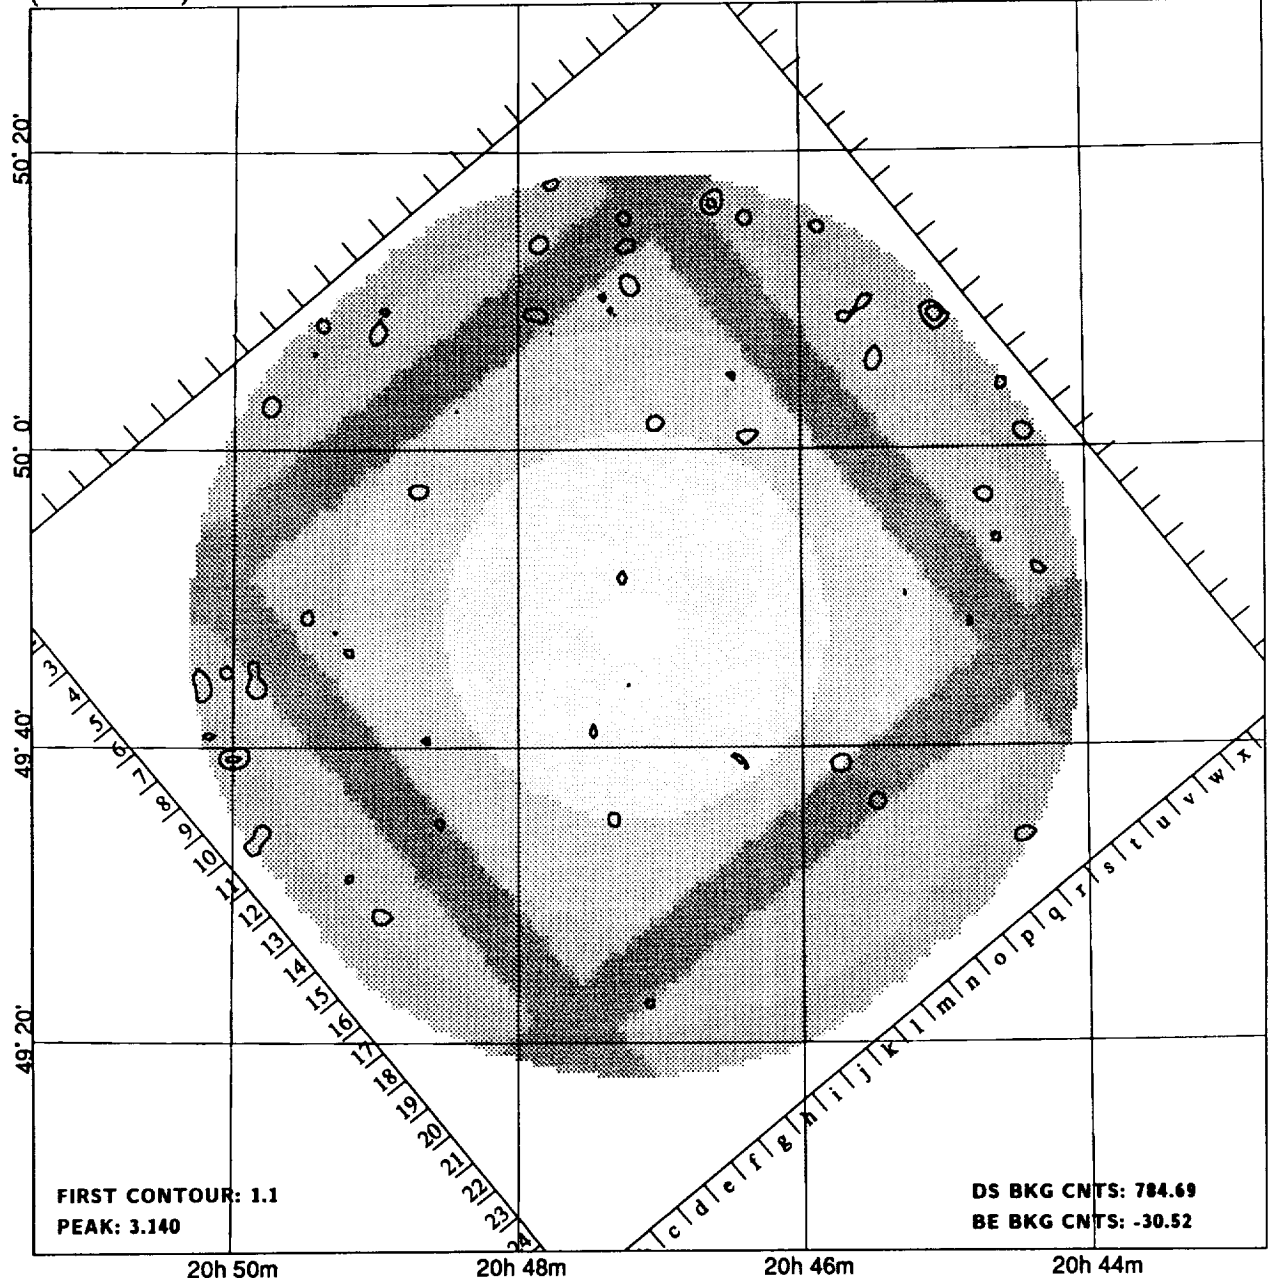 50° 20'
50° 0'
49° 40'
49° 20'
3
4
5
6
7
8
9
10
11
12
13
14
15
16
17
18
19
20
21
22
23
24
c
d
e
f
g
h
i
j
k
l
m
n
o
p
q
r
s
t
u
v
w
x
FIRST CONTOUR: 1.1
PEAK: 3.140
DS BKG CNTS: 784.69
BE BKG CNTS: -30.52
20h 50m
20h 48m
20h 46m
20h 44m